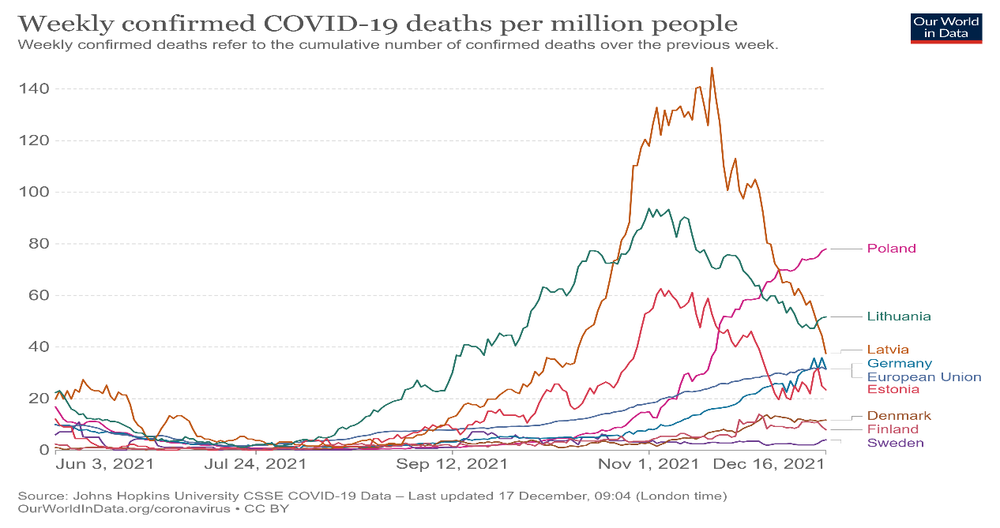 Weekly confirmed COVID-19 deaths per million people
Weekly confirmed deaths refer to the cumulative number of confirmed deaths over the previous week.
Our World
in Data
140
120
100
80
60
40
20
0
Poland
Lithuania
Latvia
Germany
European Union
Estonia
Denmark
Finland
Sweden
Jun 3, 2021 Jul 24, 2021 Sep 12, 2021 Nov 1, 2021 Dec 16, 2021
Source: Johns Hopkins University CSSE COVID-19 Data – Last updated 17 December, 09:04 (London time)
OurWorldInData.org/coronavirus • CC BY